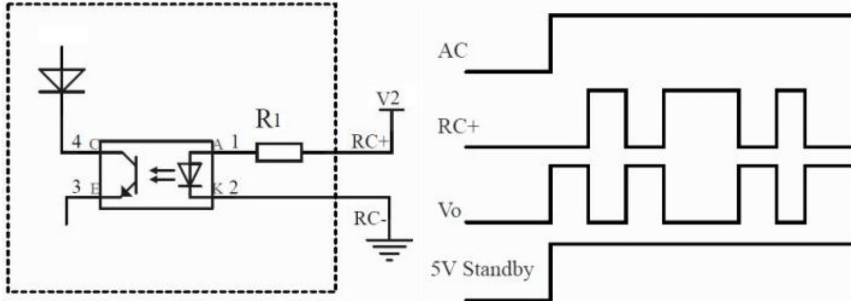 AC
V2
R1
4 C
A 1
RC+
RC+
3 E
K 2
RC-
Vo
5V Standby